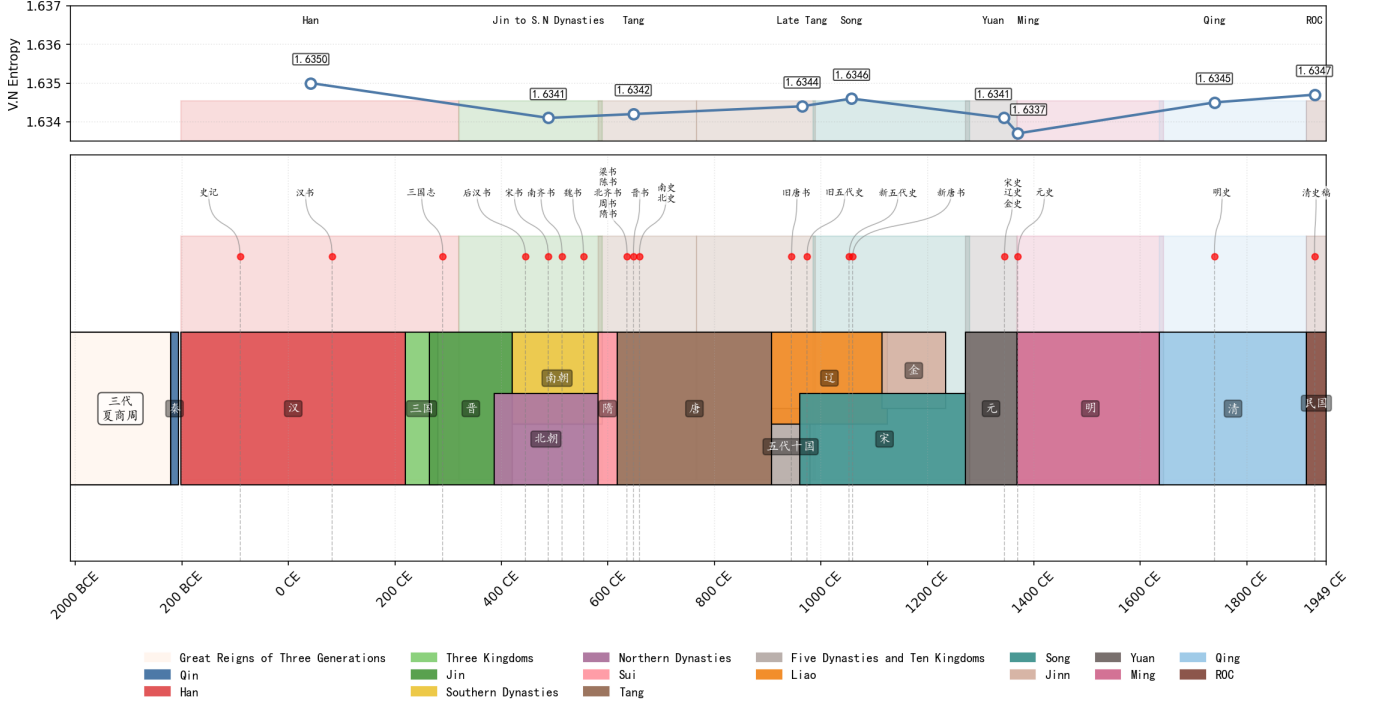 1.637
1.636
1.635
1.634
V.N Entropy
Han
Jin to S.N Dynasties
Tang
Late Tang
Song
Yuan
Ming
Qing
ROC
1.6350
1.6341
1.6342
1.6344
1.6346
1.6341
1.6337
1.6345
1.6347
史记
汉书
三国志
后汉书
宋书
南齐书
魏书
梁书
陈书
北齐书
周书
隋书
晋书
南史
北史
旧唐书
旧五代史
新五代史
新唐书
宋史
辽史
金史
元史
明史
清史稿
三代
夏商周
秦
汉
三国
晋
南朝
北朝
隋
唐
辽
五代十国
金
宋
元
明
清
民国
2000 BCE
200 BCE
0 CE
200 CE
400 CE
600 CE
800 CE
1000 CE
1200 CE
1400 CE
1600 CE
1800 CE
1949 CE
Great Reigns of Three Generations
Qin
Han
Three Kingdoms
Jin
Southern Dynasties
Northern Dynasties
Sui
Tang
Five Dynasties and Ten Kingdoms
Liao
Song
Jinn
Yuan
Ming
Qing
ROC